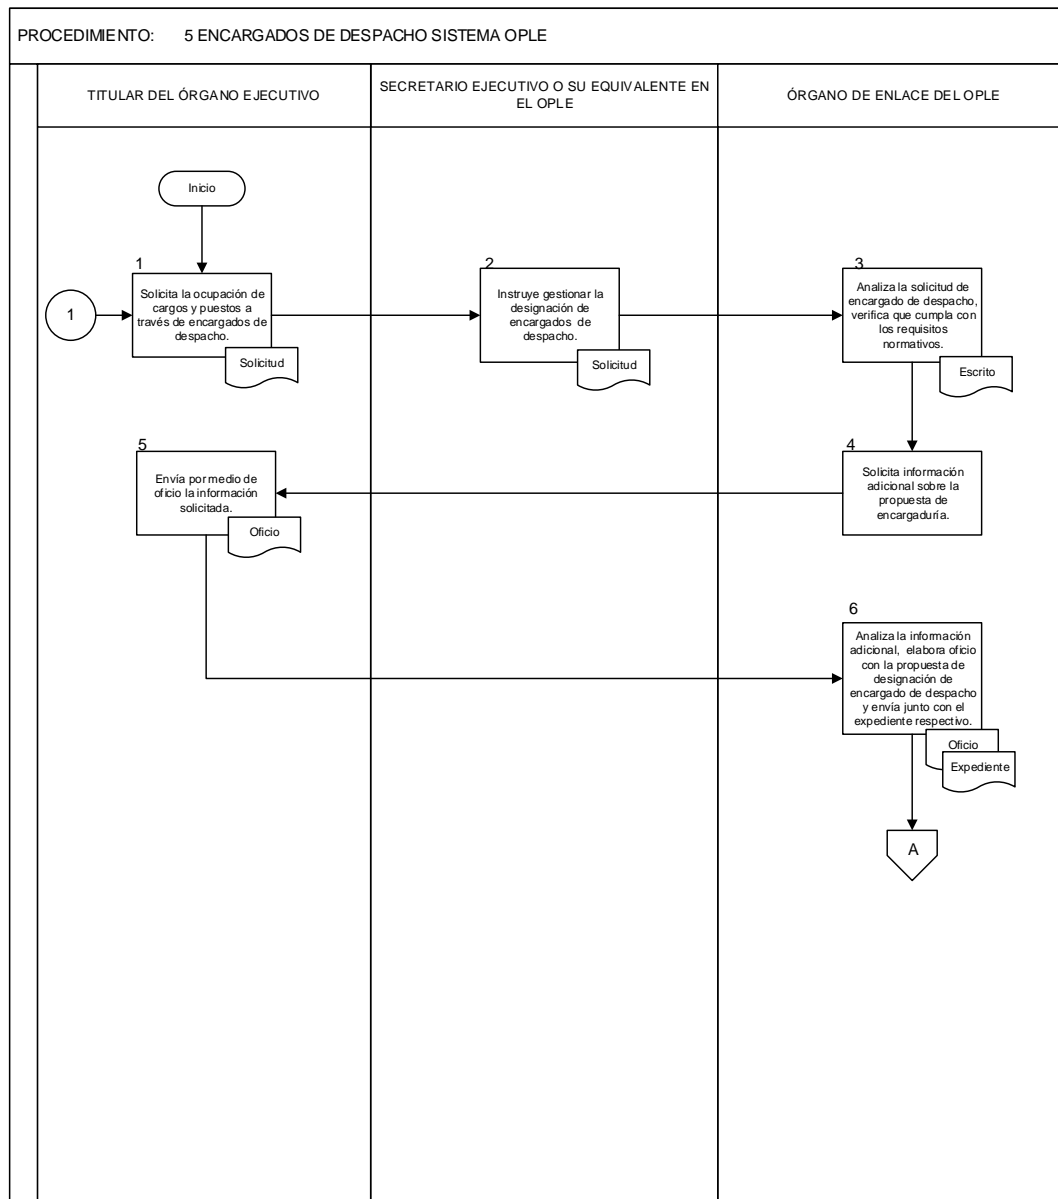 PROCEDIMIENTO: 5 ENCARGADOS DE DESPACHO SISTEMA OPLE
TITULAR DEL ÓRGANO EJECUTIVO
SECRETARIO EJECUTIVO O SU EQUIVALENTE EN
EL OPLE
ÓRGANO DE ENLACE DEL OPLE
Inicio
1
1
Solicita la ocupación de
cargos y puestos a
través de encargados de
despacho.
Solicitud
2
Instruye gestionar la
designación de
encargados de
despacho.
Solicitud
3
Analiza la solicitud de
encargado de despacho,
verifica que cumpla con
los requisitos
normativos.
Escrito
4
Solicita información
adicional sobre la
propuesta de
encargaduría.
5
Envía por medio de
oficio la información
solicitada.
Oficio
6
Analiza la información
adicional, elabora oficio
con la propuesta de
designación de
encargado de despacho
y envía junto con el
expediente respectivo.
Oficio
Expediente
A